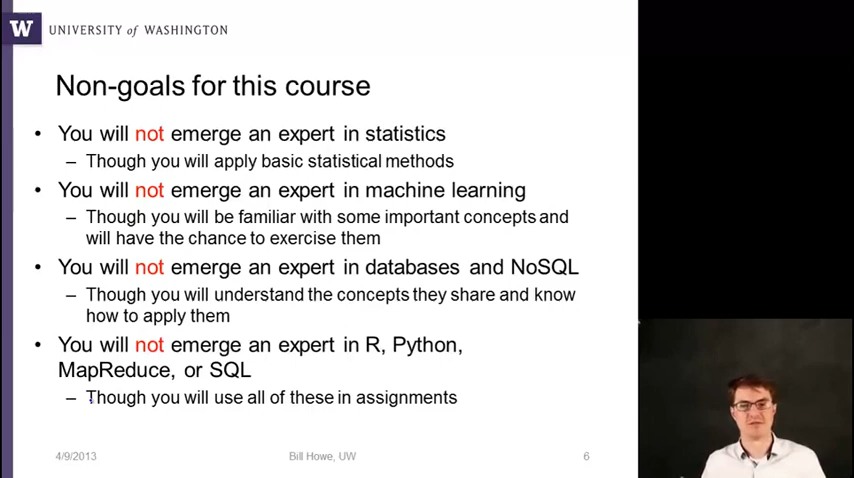 W UNIVERSITY of WASHINGTON
Non-goals for this course
• You will not emerge an expert in statistics
– Though you will apply basic statistical methods
• You will not emerge an expert in machine learning
– Though you will be familiar with some important concepts and
will have the chance to exercise them
• You will not emerge an expert in databases and NoSQL
– Though you will understand the concepts they share and know
how to apply them
• You will not emerge an expert in R, Python,
MapReduce, or SQL
– Though you will use all of these in assignments
4/9/2013 Bill Howe, UW 6